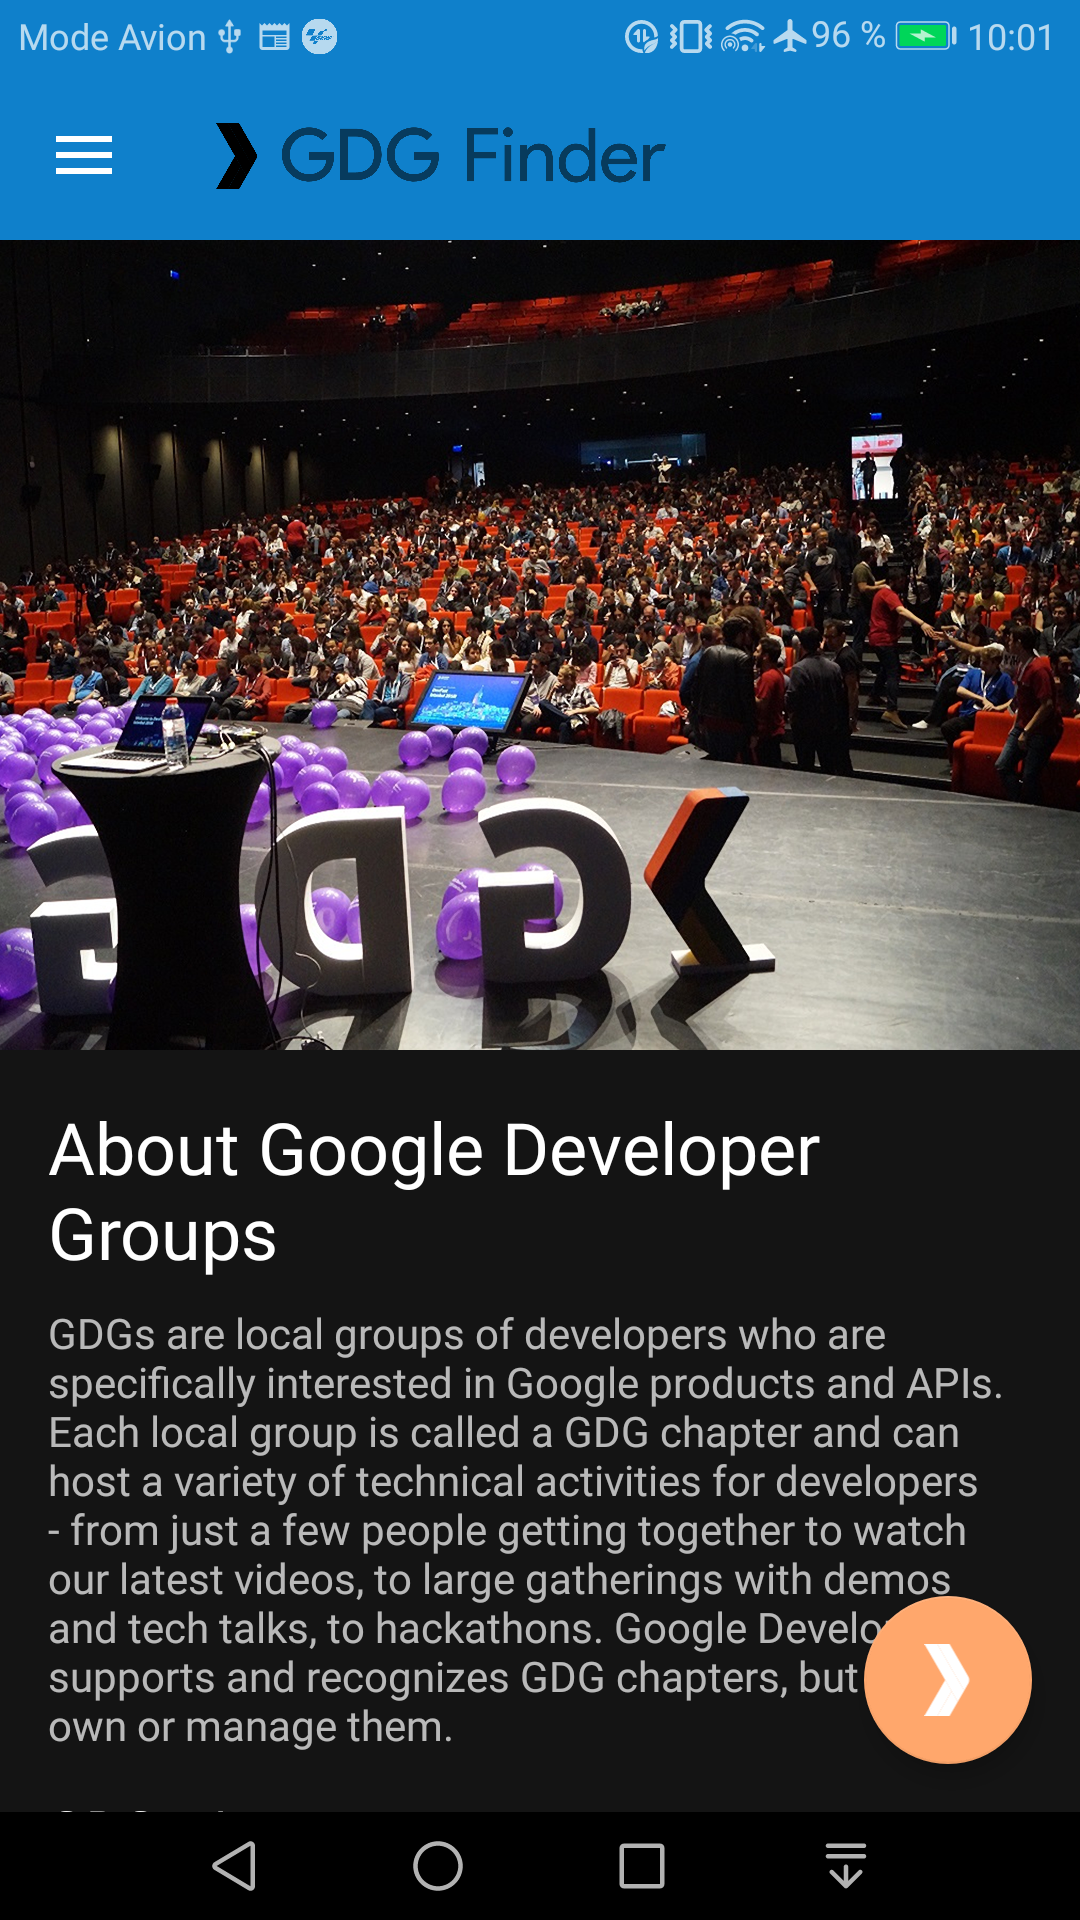 Mode Avion 96 % 10:01
GDG Finder
About Google Developer
Groups
GDGs are local groups of developers who are
specifically interested in Google products and APIs.
Each local group is called a GDG chapter and can
host a variety of technical activities for developers
- from just a few people getting together to watch
our latest videos, to large gatherings with demos
and tech talks, to hackathons. Google
supports and recognizes GDG chapters, but
own or manage them.